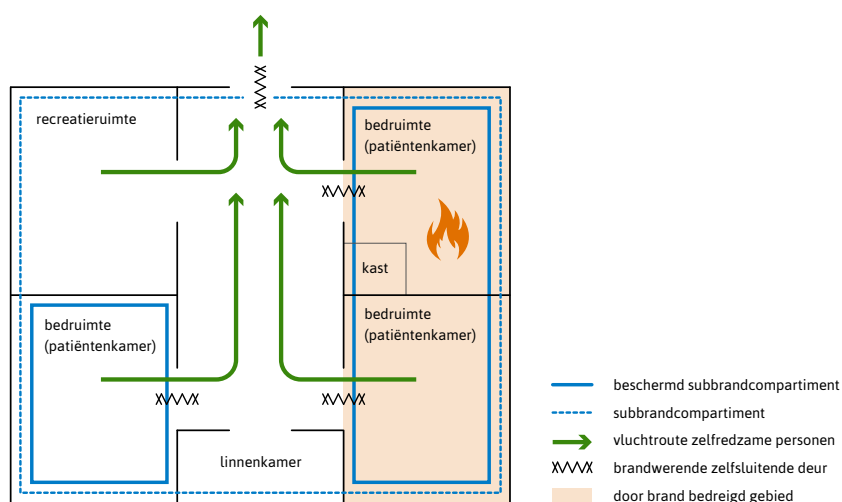 recreatieruimte
bedruimte
(patiëntenkamer)
kast
bedruimte
(patiëntenkamer)
bedruimte
(patiëntenkamer)
linnenkamer
beschermd subbrandcompartiment
subbrandcompartiment
vluchtroute zelfredzame personen
brandwerende zelfsluitende deur
door brand bedreigd gebied